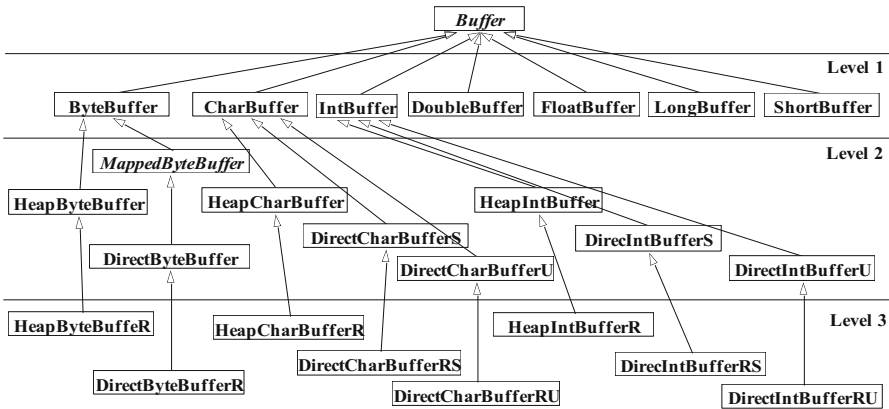 Buffer
Level 1
ByteBuffer
CharBuffer
IntBuffer
DoubleBuffer
FloatBuffer
LongBuffer
ShortBuffer
Level 2
MappedByteBuffer
HeapByteBuffer
HeapCharBuffer
HeapIntBuffer
DirectCharBufferS
DirecIntBufferS
DirectByteBuffer
DirectCharBufferU
DirectIntBufferU
Level 3
HeapByteBuffeR
HeapCharBufferR
HeapIntBufferR
DirectCharBufferRS
DirecIntBufferRS
DirectByteBufferR
DirectCharBufferRU
DirectIntBufferRU